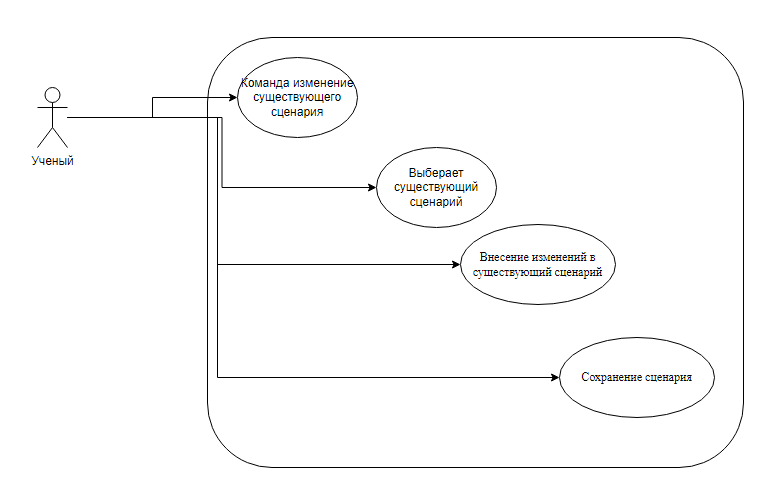 Команда изменение
существующего
сценария
Ученый
Выберает
существующий
сценарий
Внесение изменений в
существующий сценарий
Сохранение сценария